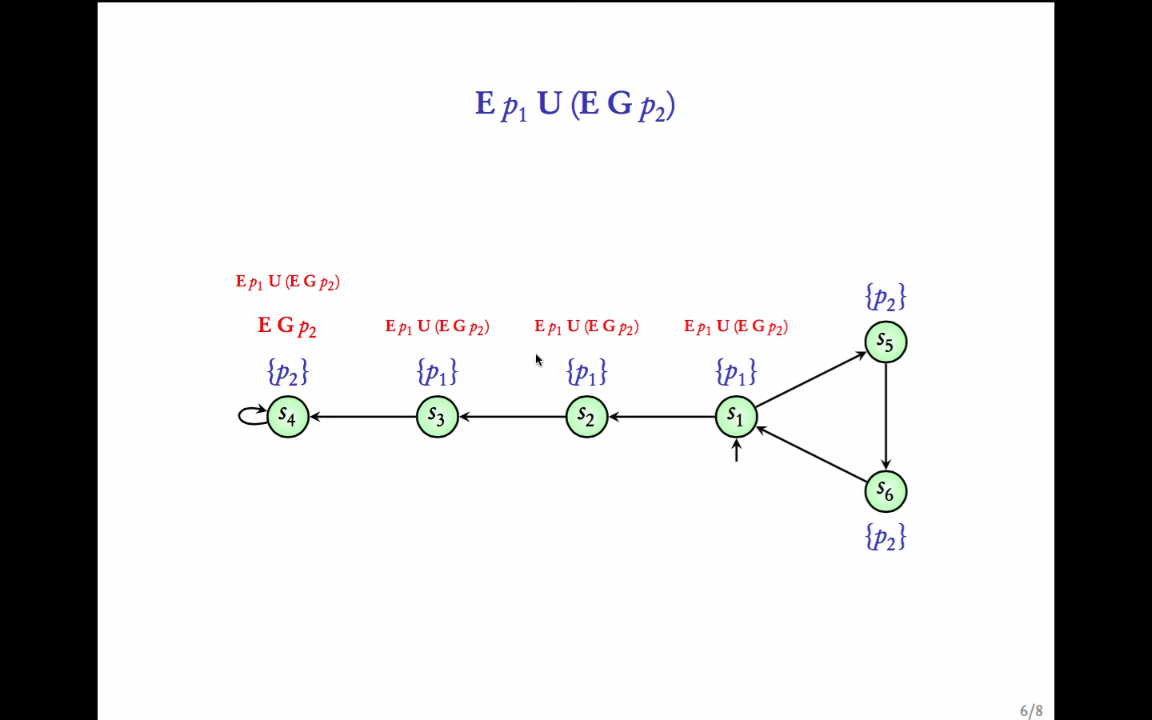 E p₁ U (E G p₂)
E p₁ U (E G p₂)
E G p₂ E p₁ U (E G p₂) E p₁ U (E G p₂) E p₁ U (E G p₂)
{p₂} {p₁} {p₁} {p₁} {p₂}
s₄ s₃ s₂ s₁ s₅
s₆
{p₂}
6/8